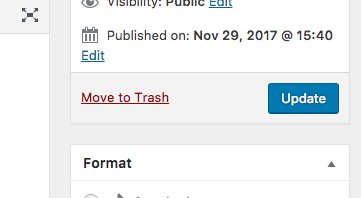 Visibility: Public Edit
Published on: Nov 29, 2017 @ 15:40
Edit
Move to Trash
Update
Format